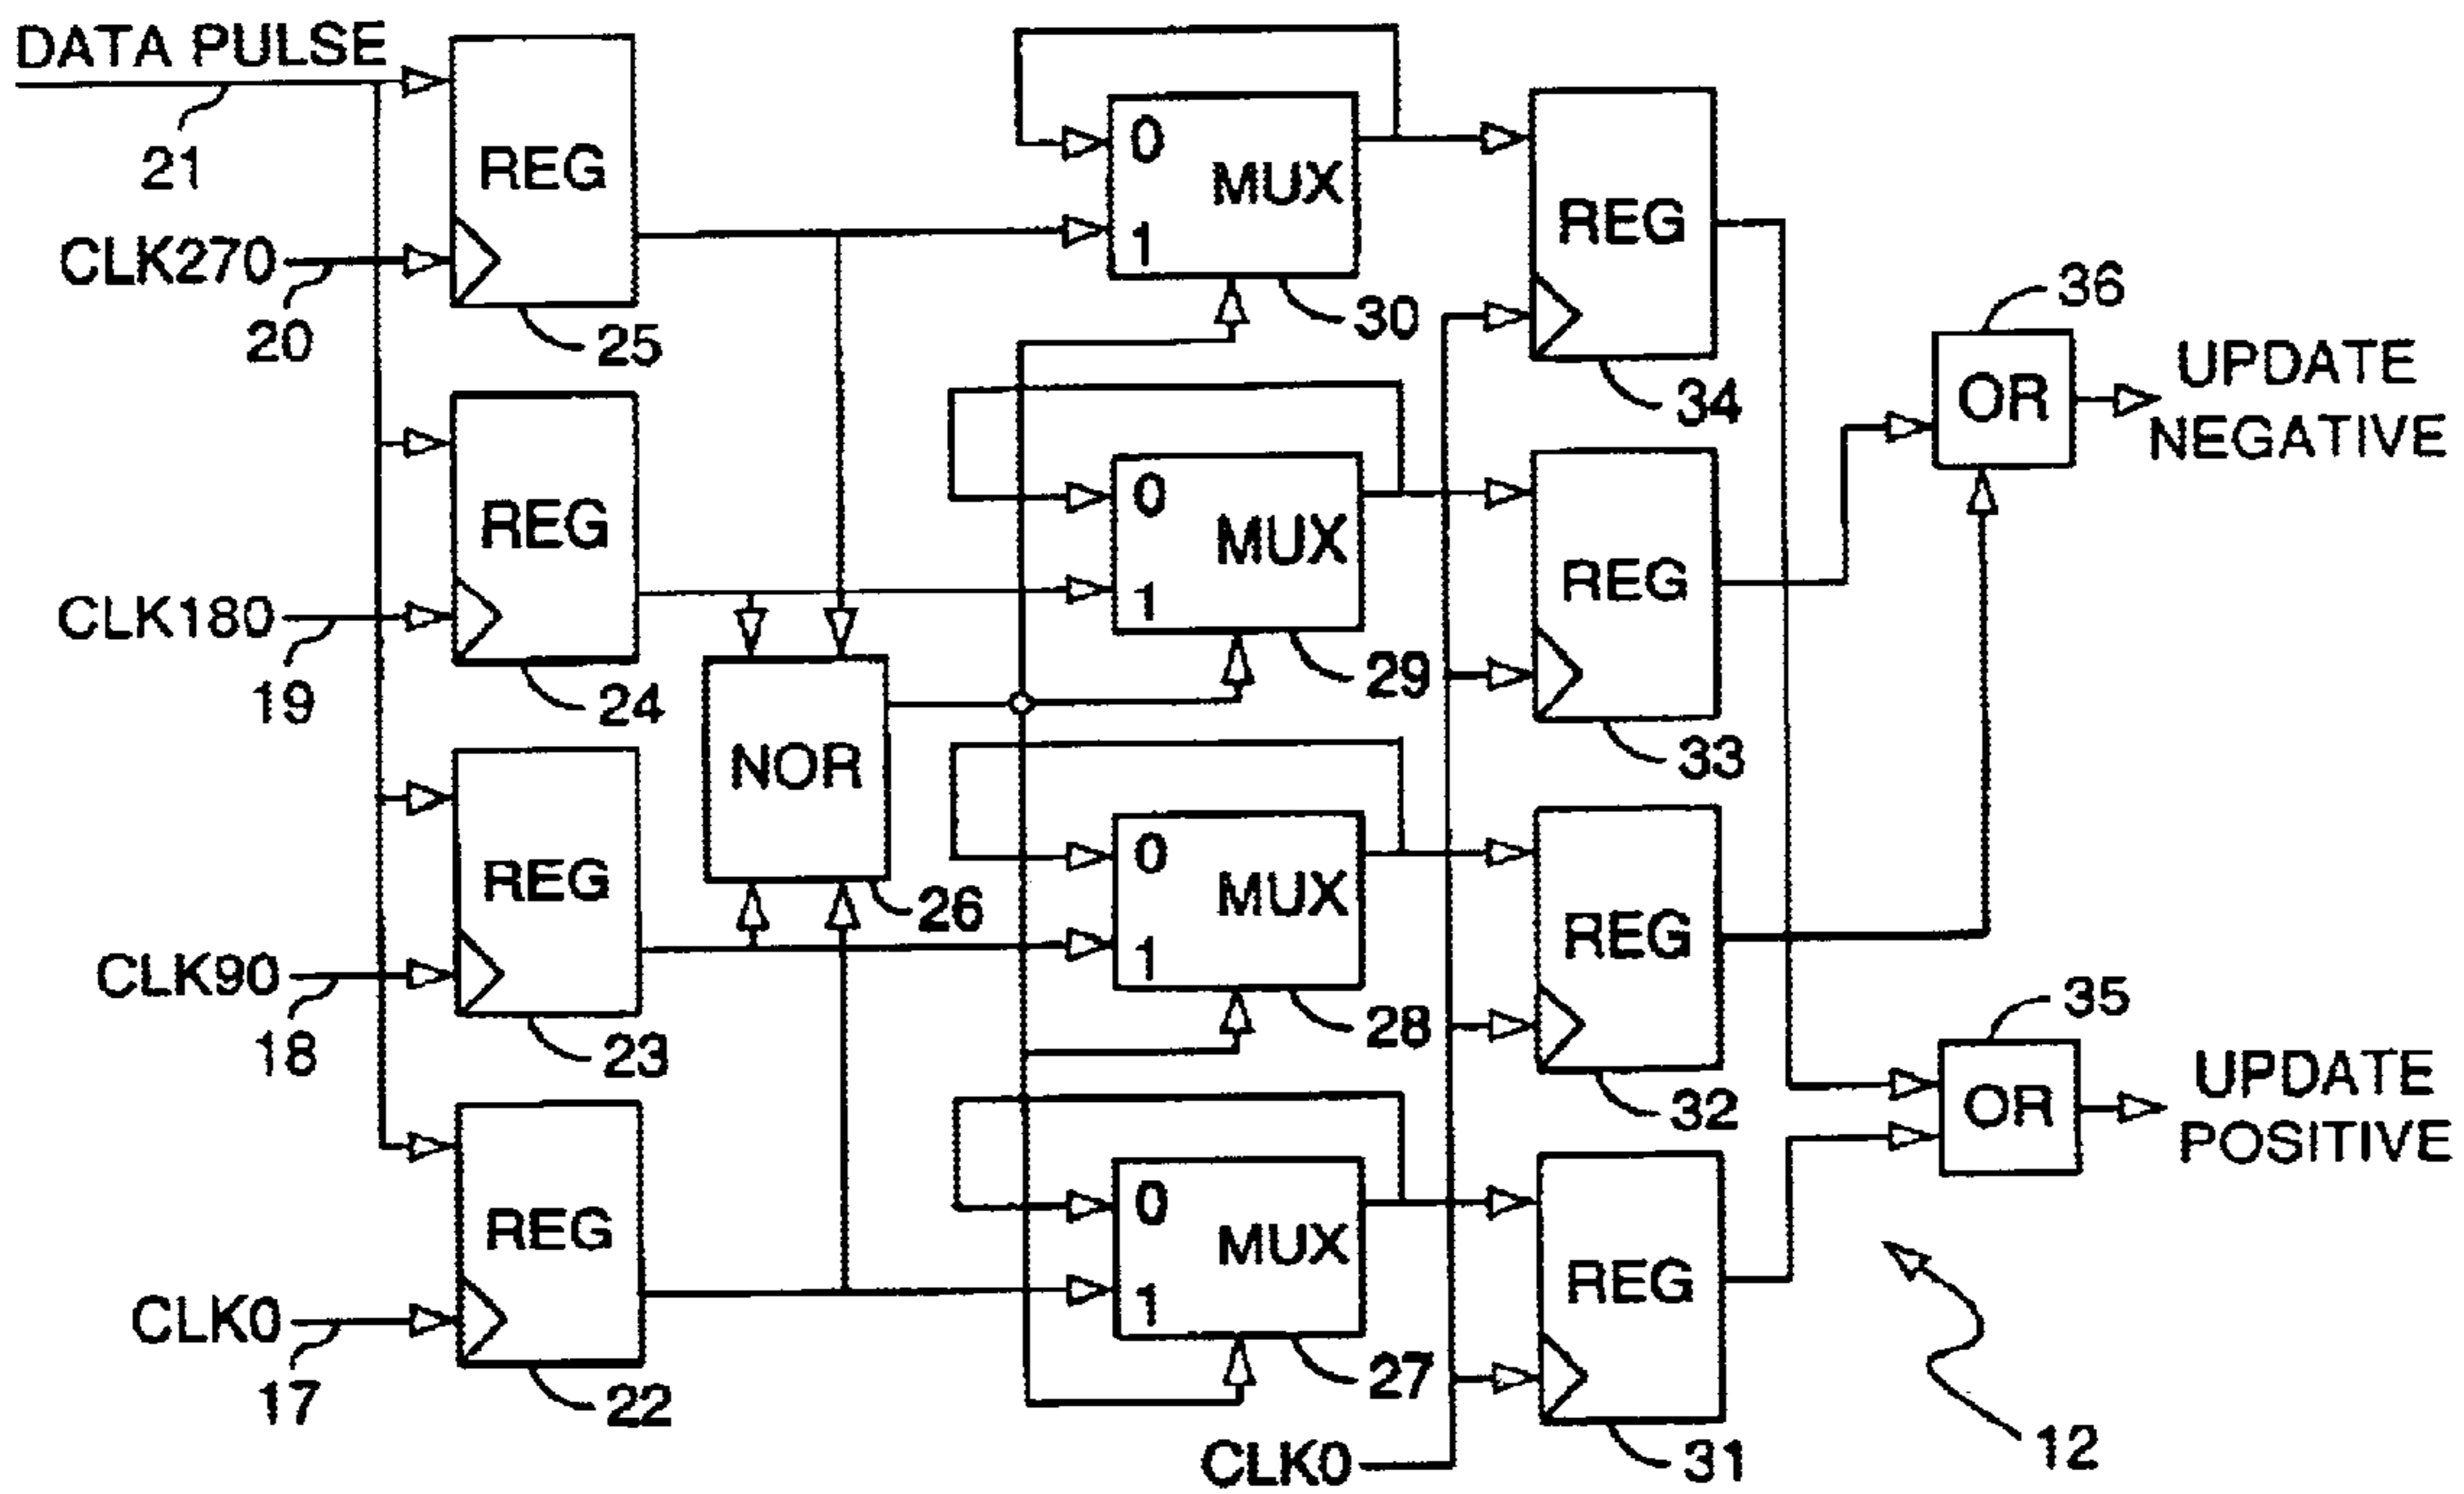 DATA PULSE
21
REG
CLK270
20
25
0
MUX
1
30
REG
34
36
OR
UPDATE
NEGATIVE
REG
CLK180
19
24
0
MUX
1
29
REG
33
NOR
26
REG
CLK90
18
23
0
MUX
1
28
REG
32
35
OR
UPDATE
POSITIVE
REG
CLK0
17
22
0
MUX
1
27
REG
31
CLK0
12